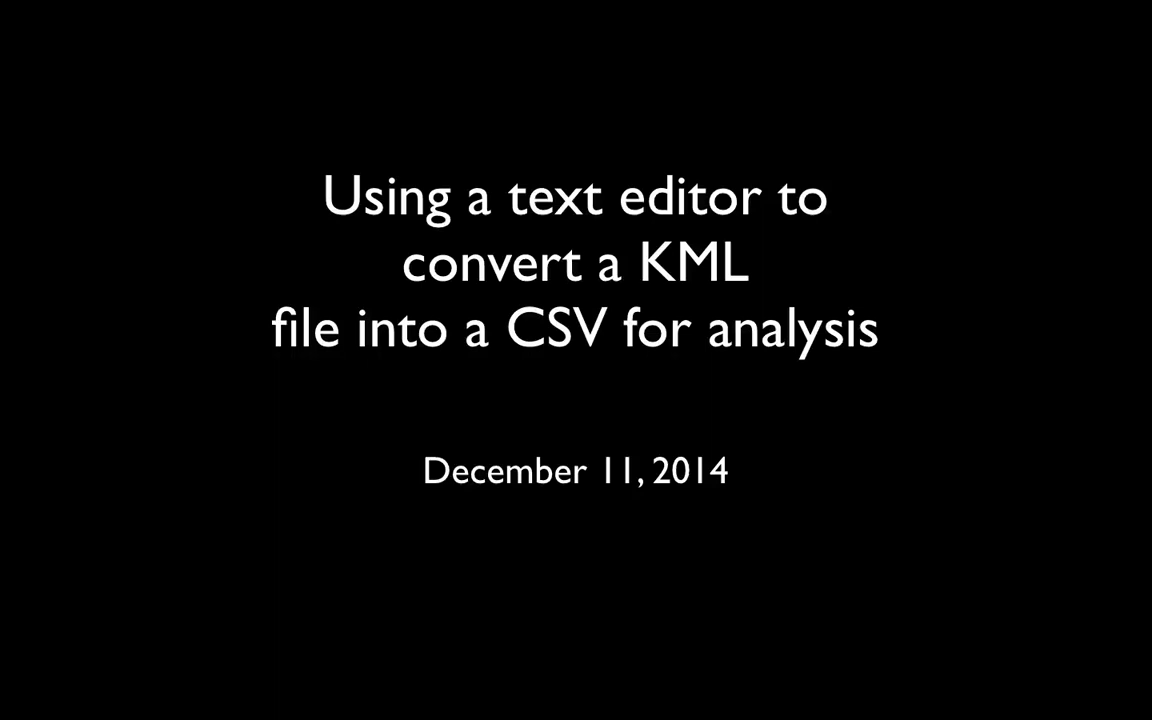 Using a text editor to
convert a KML
file into a CSV for analysis
December 11, 2014